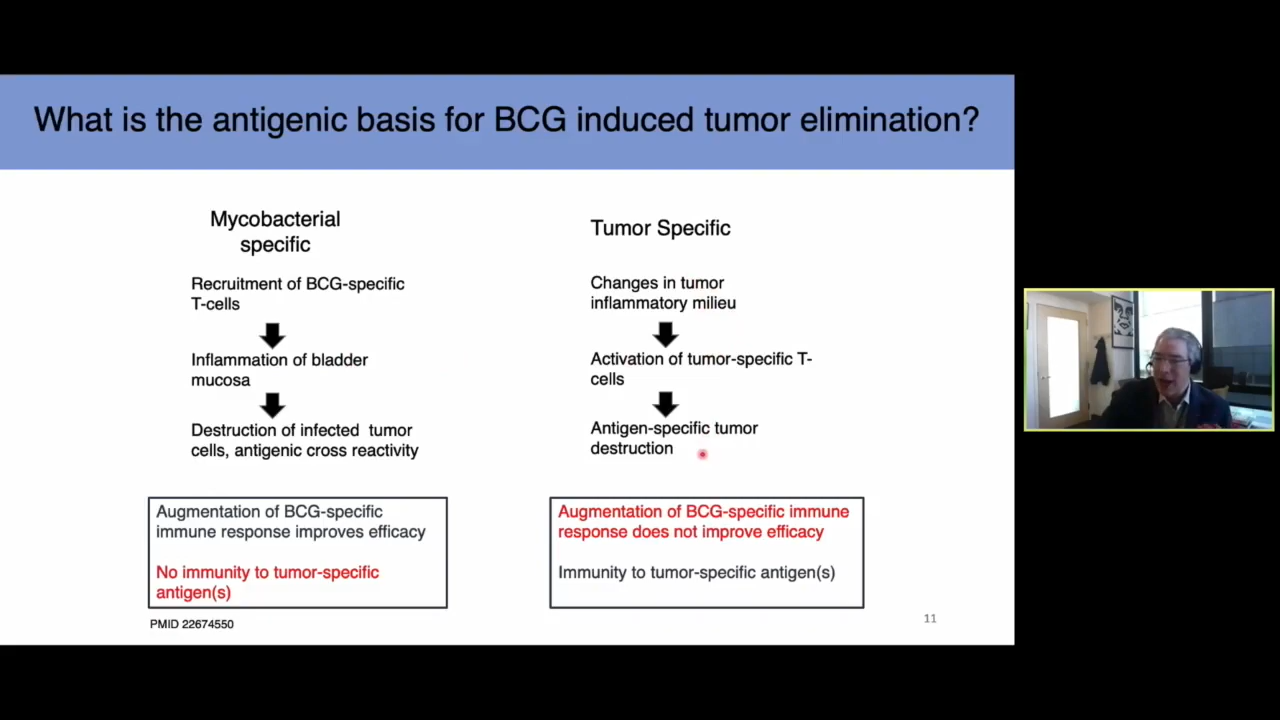 What is the antigenic basis for BCG induced tumor elimination?
Mycobacterial
specific
Recruitment of BCG-specific
T-cells
Inflammation of bladder
mucosa
Destruction of infected tumor
cells, antigenic cross reactivity
Augmentation of BCG-specific
immune response improves efficacy
No immunity to tumor-specific
antigen(s)
PMID 22674550
Tumor Specific
Changes in tumor
inflammatory milieu
Activation of tumor-specific T-
cells
Antigen-specific tumor
destruction
Augmentation of BCG-specific immune
response does not improve efficacy
Immunity to tumor-specific antigen(s)
11